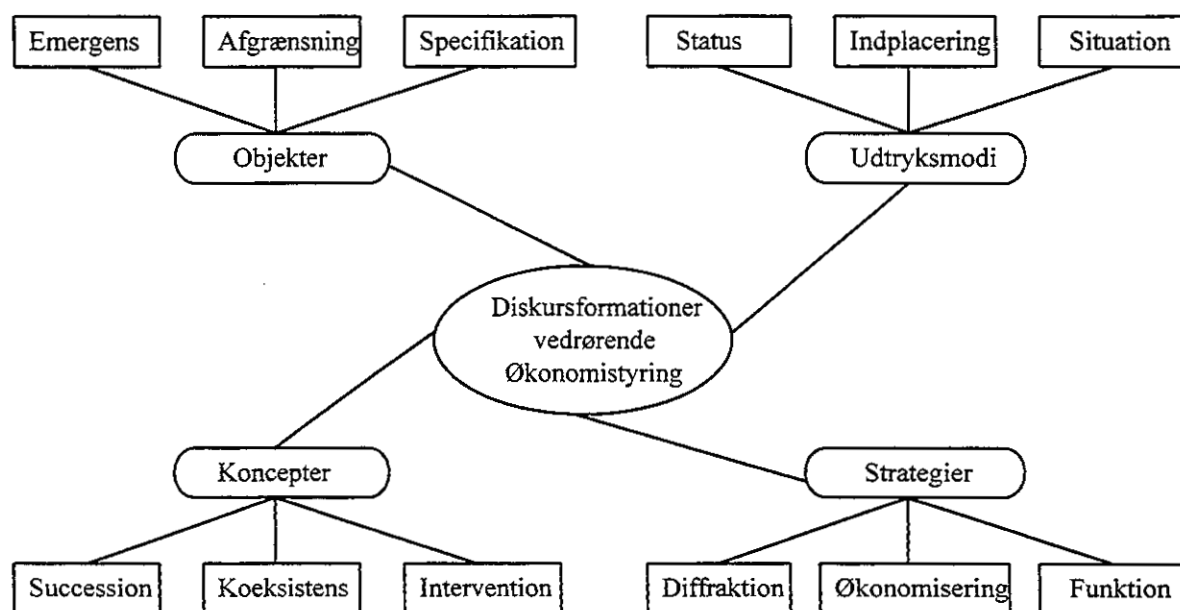 Emergens
Afgrænsning
Specifikation
Status
Indplacering
Situation
Objekter
Udtryksmodi
Diskursformationer
vedrørende
Økonomistyring
Koncepter
Strategier
Succession
Koeksistens
Intervention
Diffraktion
Økonomisering
Funktion